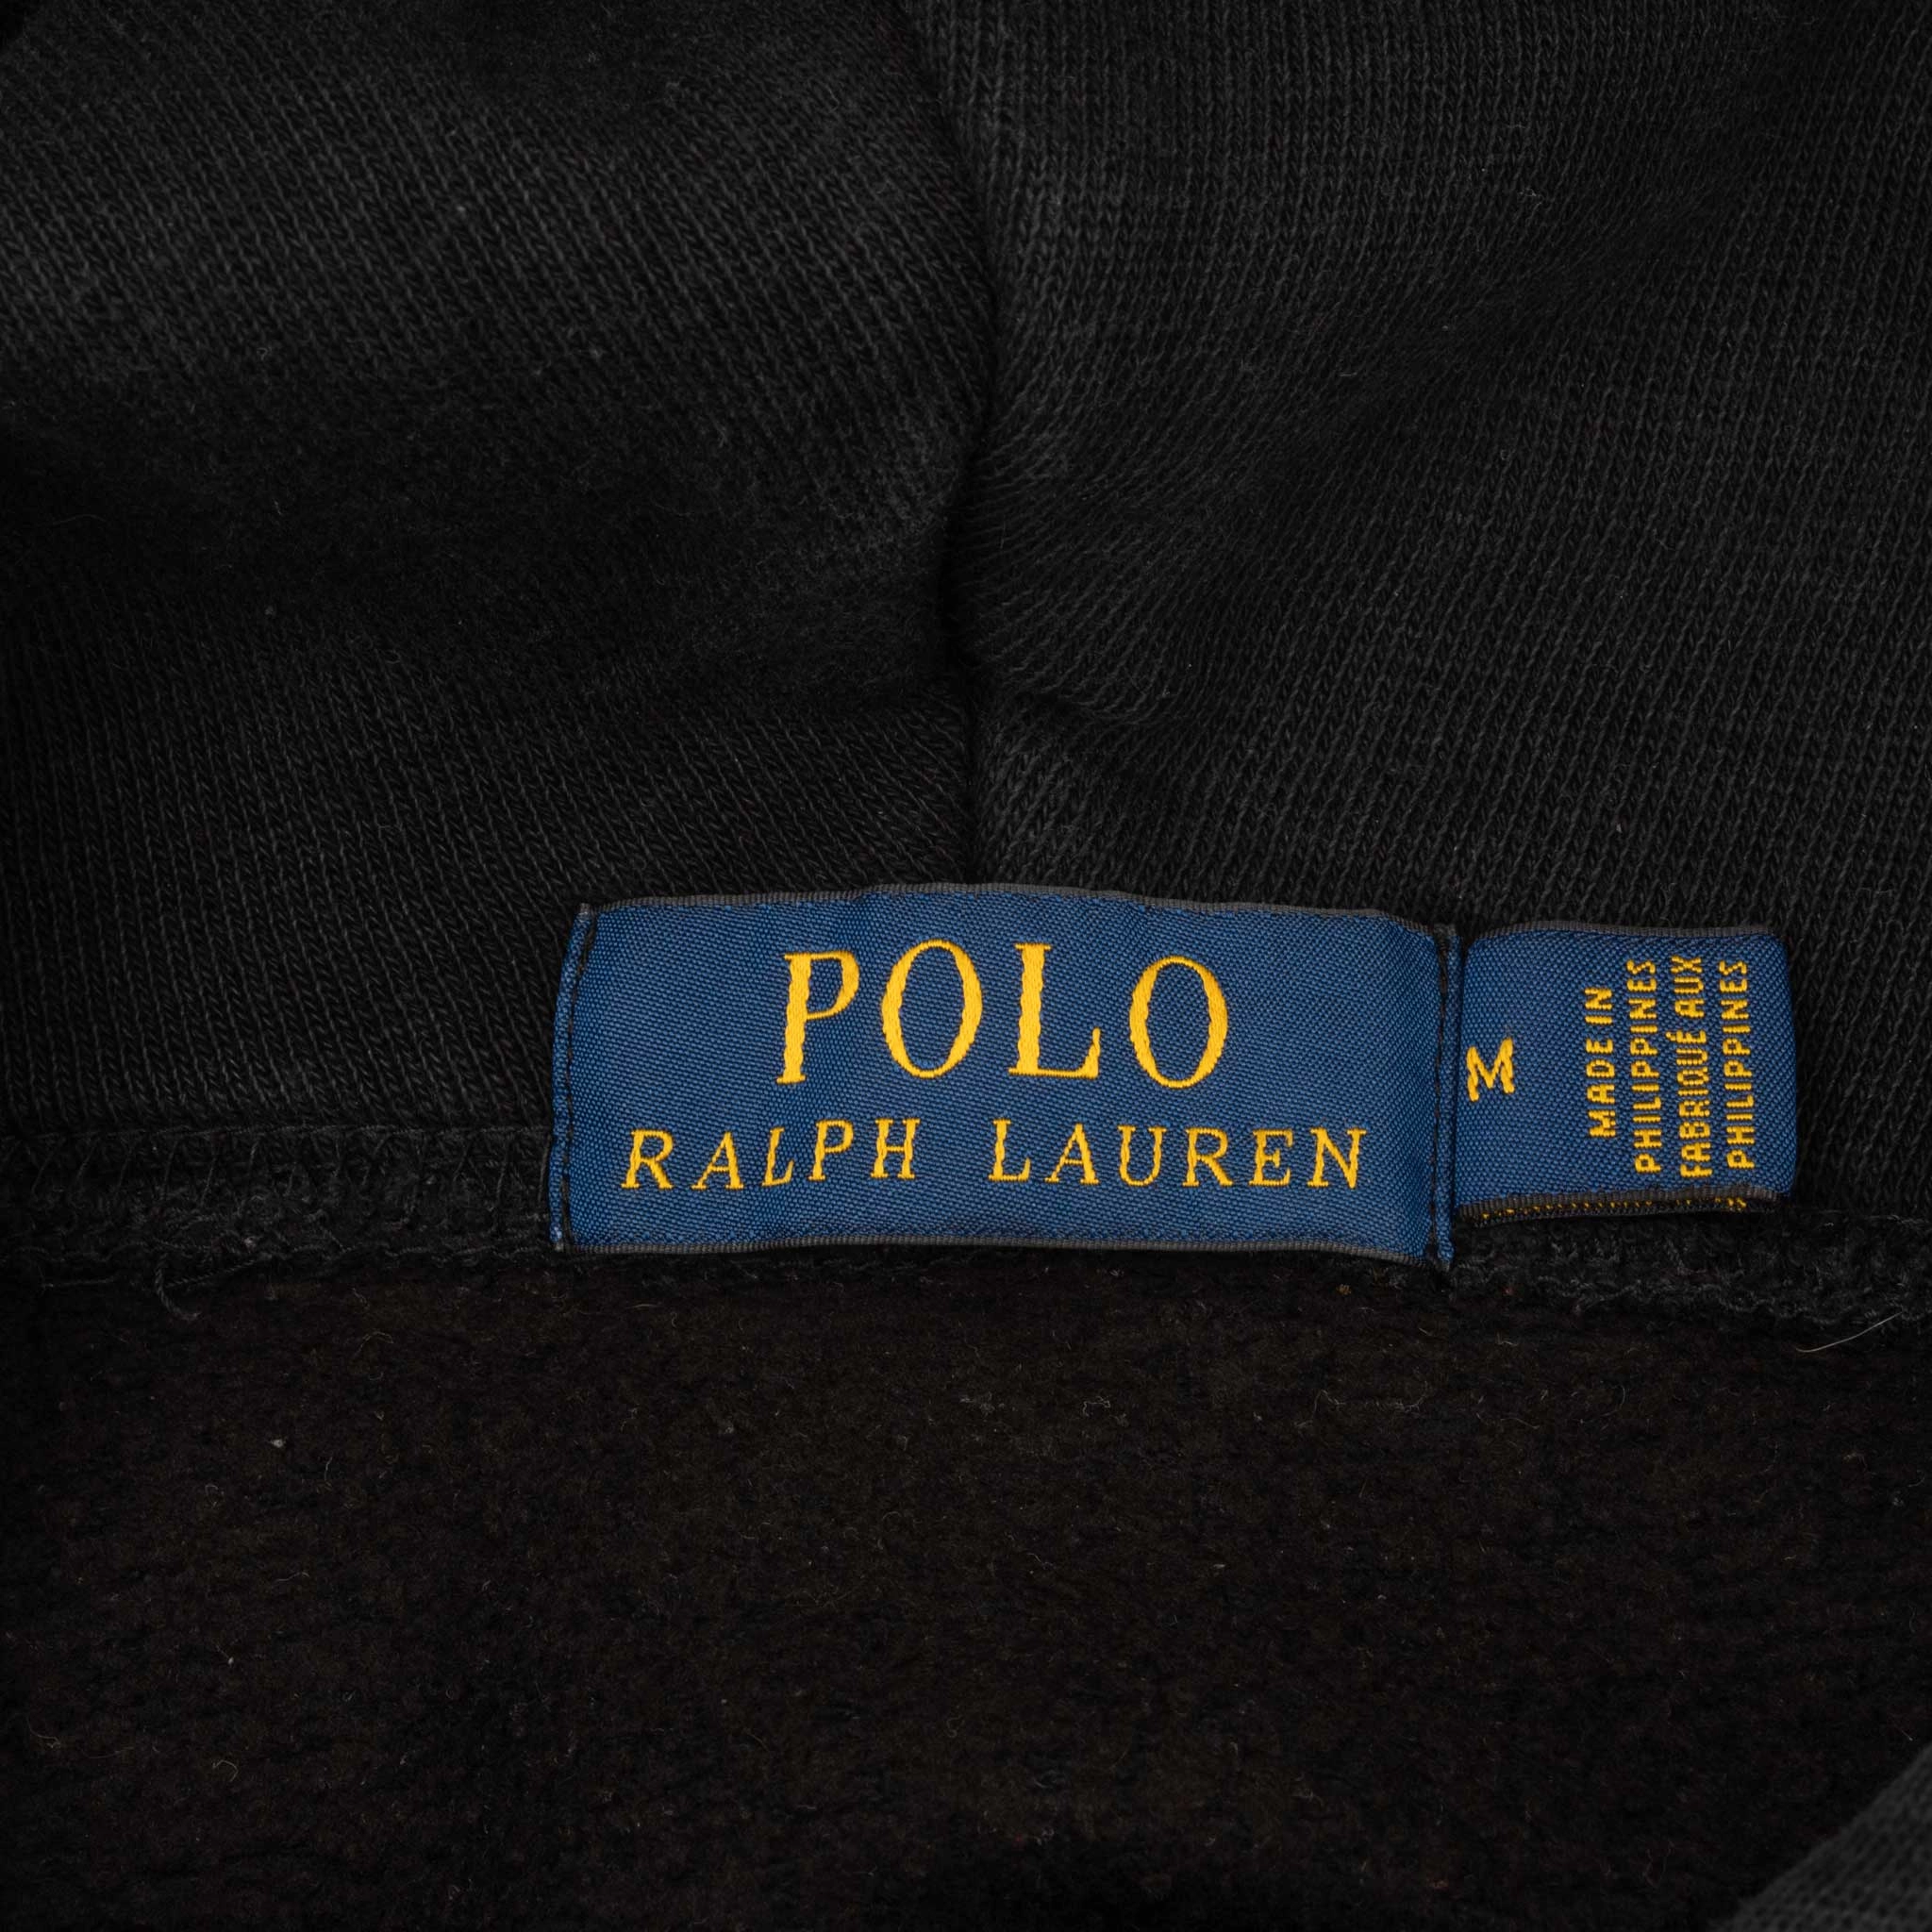 POLO
RALPH LAUREN
M
MADE IN
PHILIPPINES
FABRIQUÉ AUX
PHILIPPINES